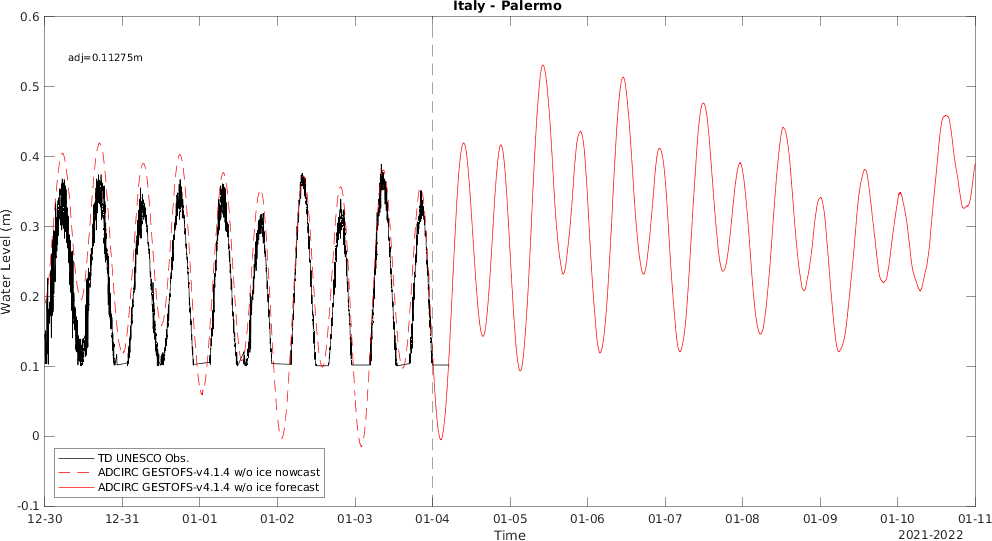 Italy - Palermo
adj=0.11275m
Water Level (m)
0.6
0.5
0.4
0.3
0.2
0.1
0
-0.1
TD UNESCO Obs.
ADCIRC GESTOFS-v4.1.4 w/o ice nowcast
ADCIRC GESTOFS-v4.1.4 w/o ice forecast
12-30 12-31 01-01 01-02 01-03 01-04 01-05 01-06 01-07 01-08 01-09 01-10 01-11
Time
2021-2022